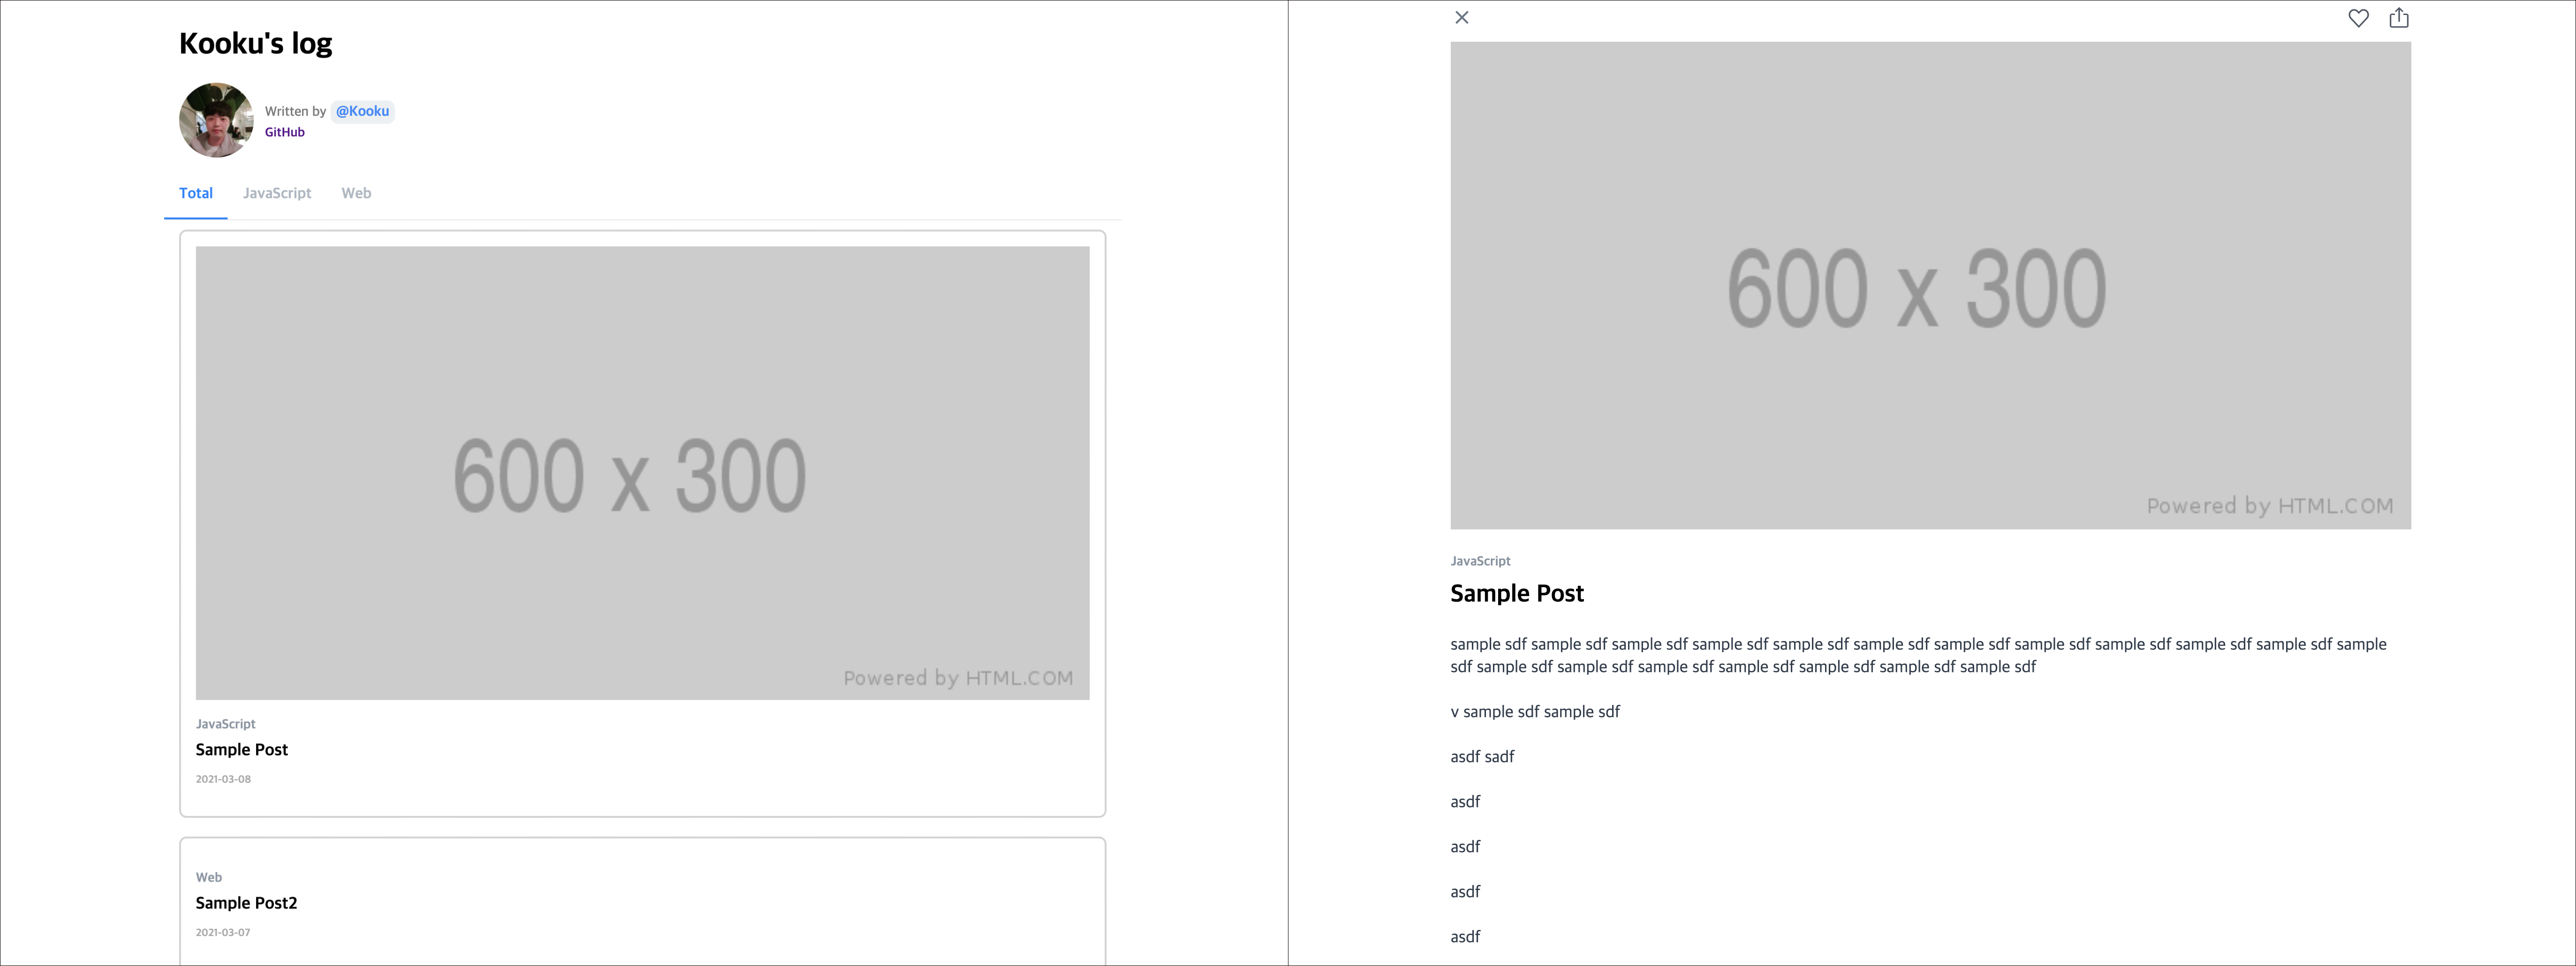 Kooku's log
Written by @Kooku
GitHub
Total JavaScript Web
600 x 300
Powered by HTML.COM
JavaScript
Sample Post
2021-03-08
Web
Sample Post2
2021-03-07
600 x 300
Powered by HTML.COM
JavaScript
Sample Post
sample sdf sample sdf sample sdf sample sdf sample sdf sample sdf sample sdf sample sdf sample sdf sample sdf sample sdf sample
sdf sample sdf sample sdf sample sdf sample sdf sample sdf sample sdf sample sdf
v sample sdf sample sdf
asdf sadf
asdf
asdf
asdf
asdf